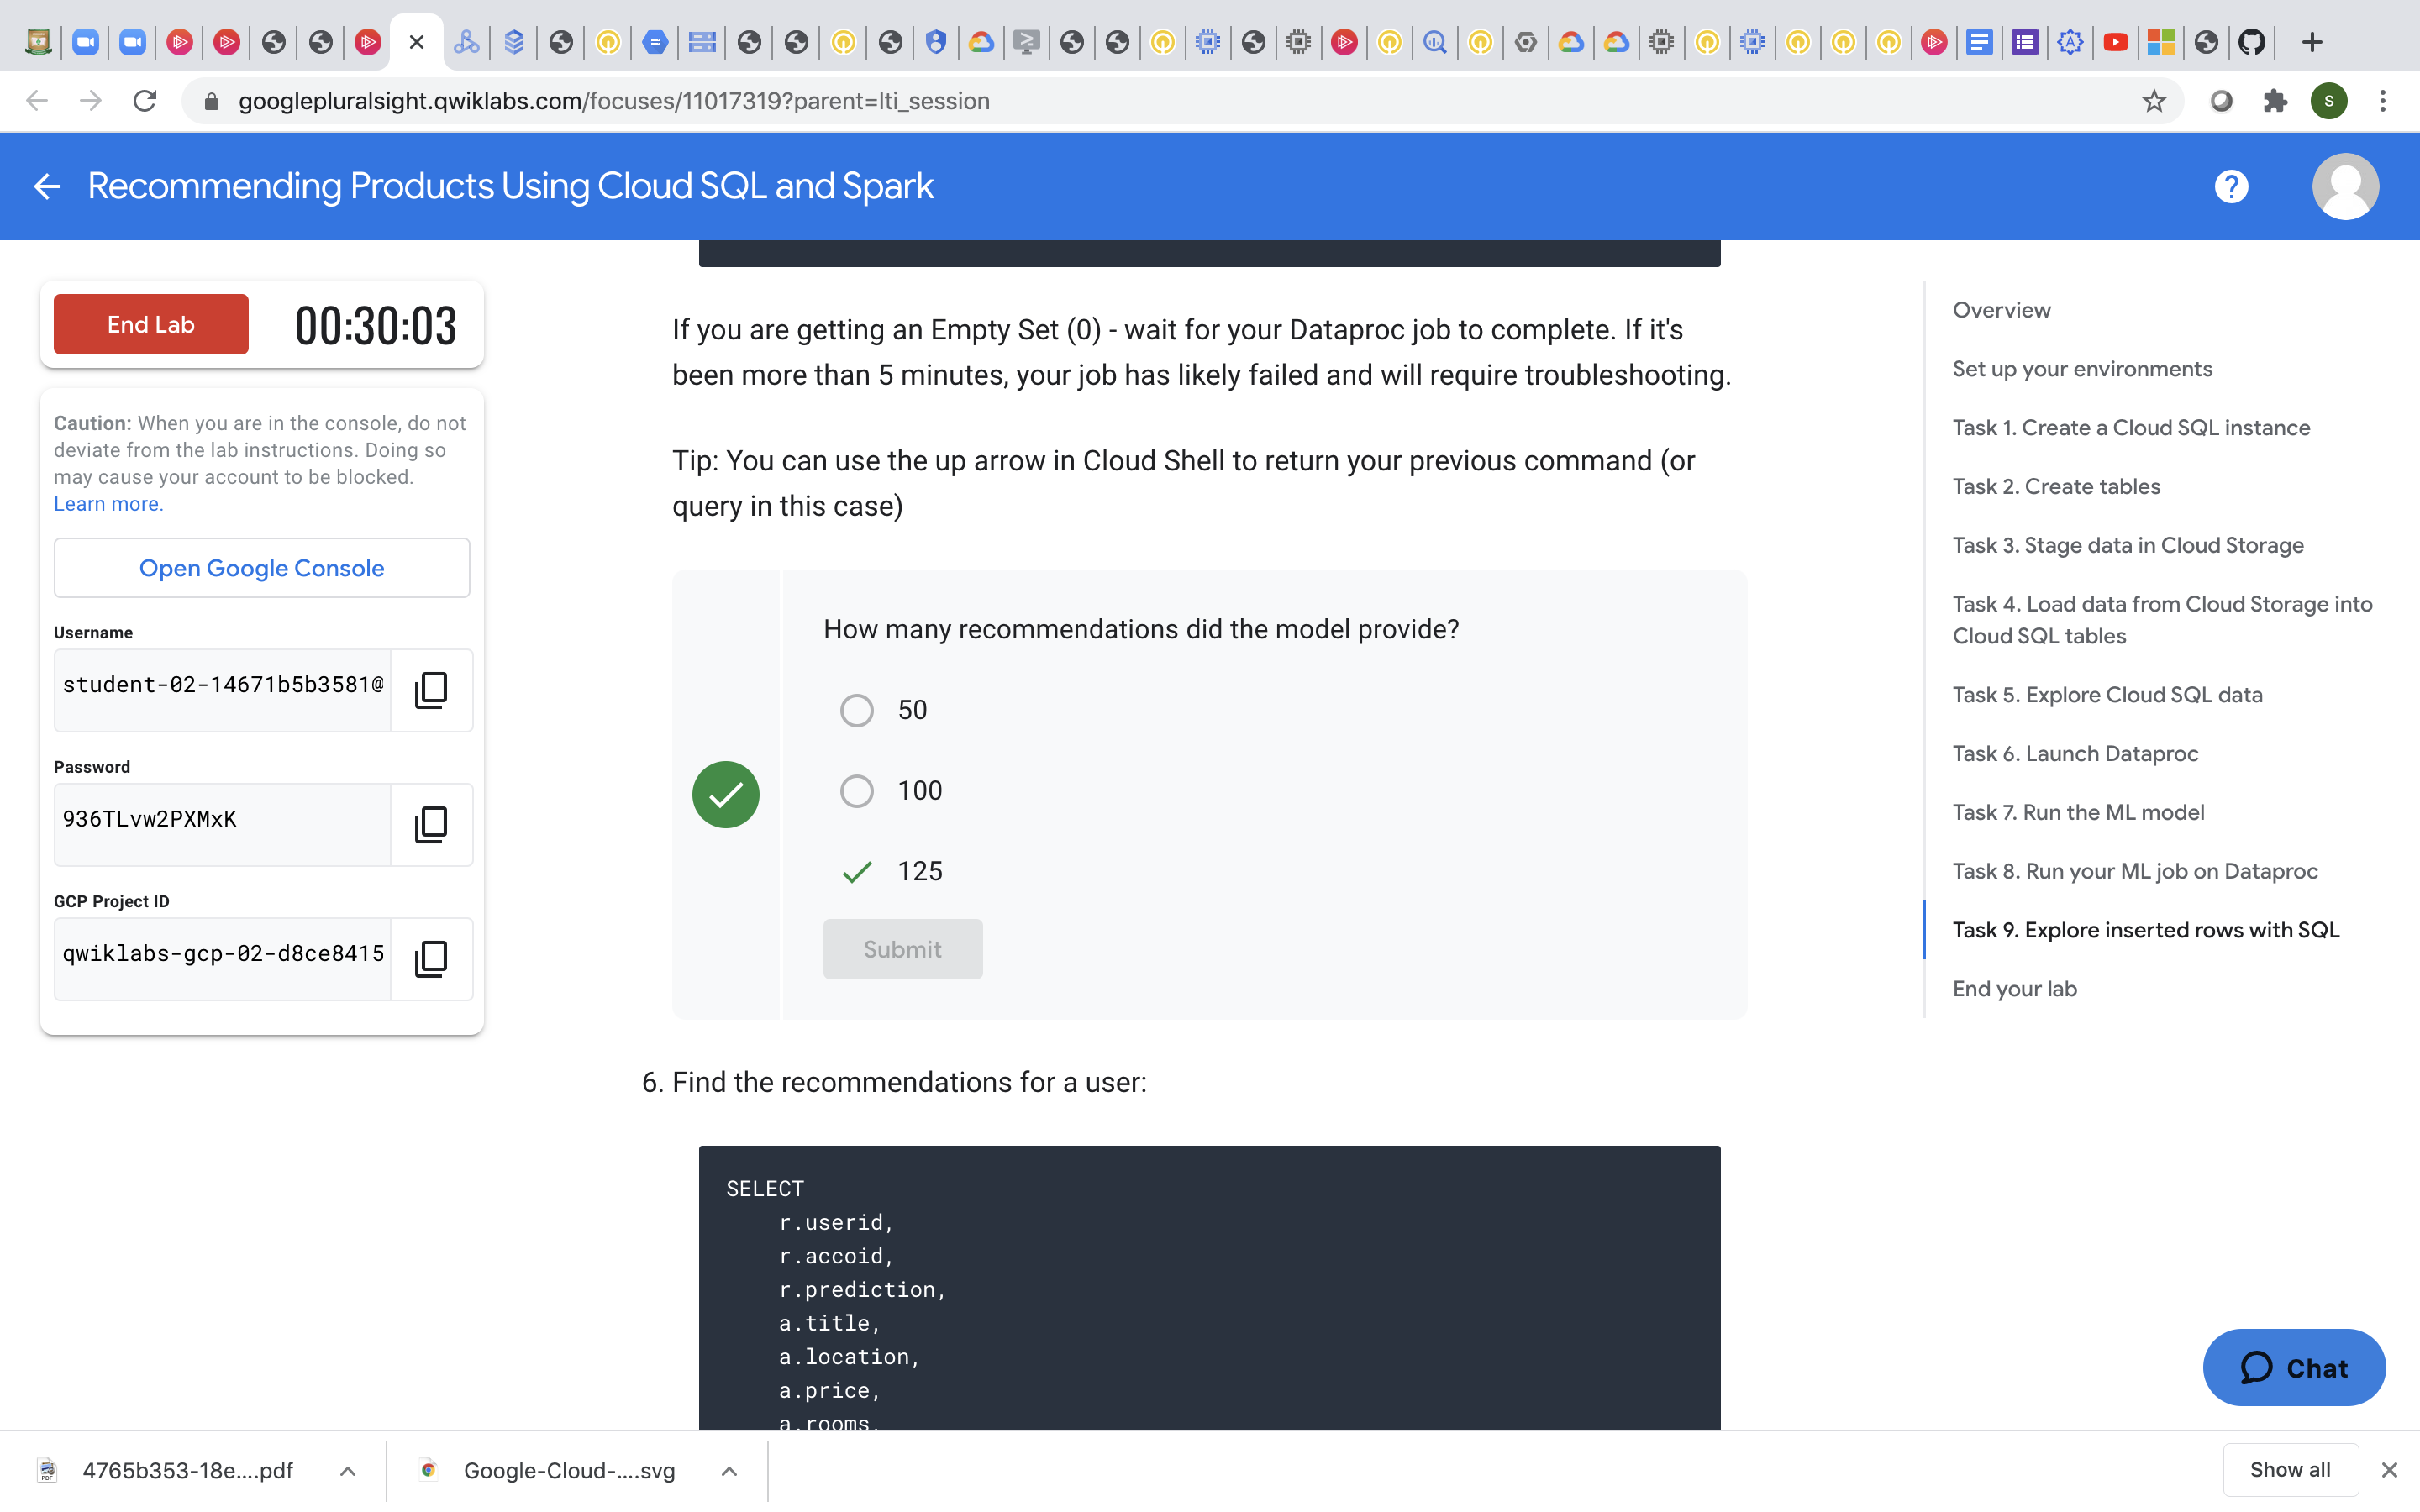 googlepluralsight.qwiklabs.com/focuses/11017319?parent=lti_session
S
Recommending Products Using Cloud SQL and Spark
?
End Lab
00:30:03
Caution: When you are in the console, do not
deviate from the lab instructions. Doing so
may cause your account to be blocked.
Learn more.
Open Google Console
Username
student-02-14671b5b3581@
Password
936TLvw2PXMxK
GCP Project ID
qwiklabs-gcp-02-d8ce8415
If you are getting an Empty Set (0) - wait for your Dataproc job to complete. If it's
been more than 5 minutes, your job has likely failed and will require troubleshooting.
Tip: You can use the up arrow in Cloud Shell to return your previous command (or
query in this case)
How many recommendations did the model provide?
50
100
125
Submit
6. Find the recommendations for a user:
SELECT
r.userid,
r.accoid,
r.prediction,
a.title,
a.location,
a.price,
a.rooms,
Overview
Set up your environments
Task 1. Create a Cloud SQL instance
Task 2. Create tables
Task 3. Stage data in Cloud Storage
Task 4. Load data from Cloud Storage into
Cloud SQL tables
Task 5. Explore Cloud SQL data
Task 6. Launch Dataproc
Task 7. Run the ML model
Task 8. Run your ML job on Dataproc
Task 9. Explore inserted rows with SQL
End your lab
Chat
4765b353-18e....pdf
Google-Cloud-....svg
Show all